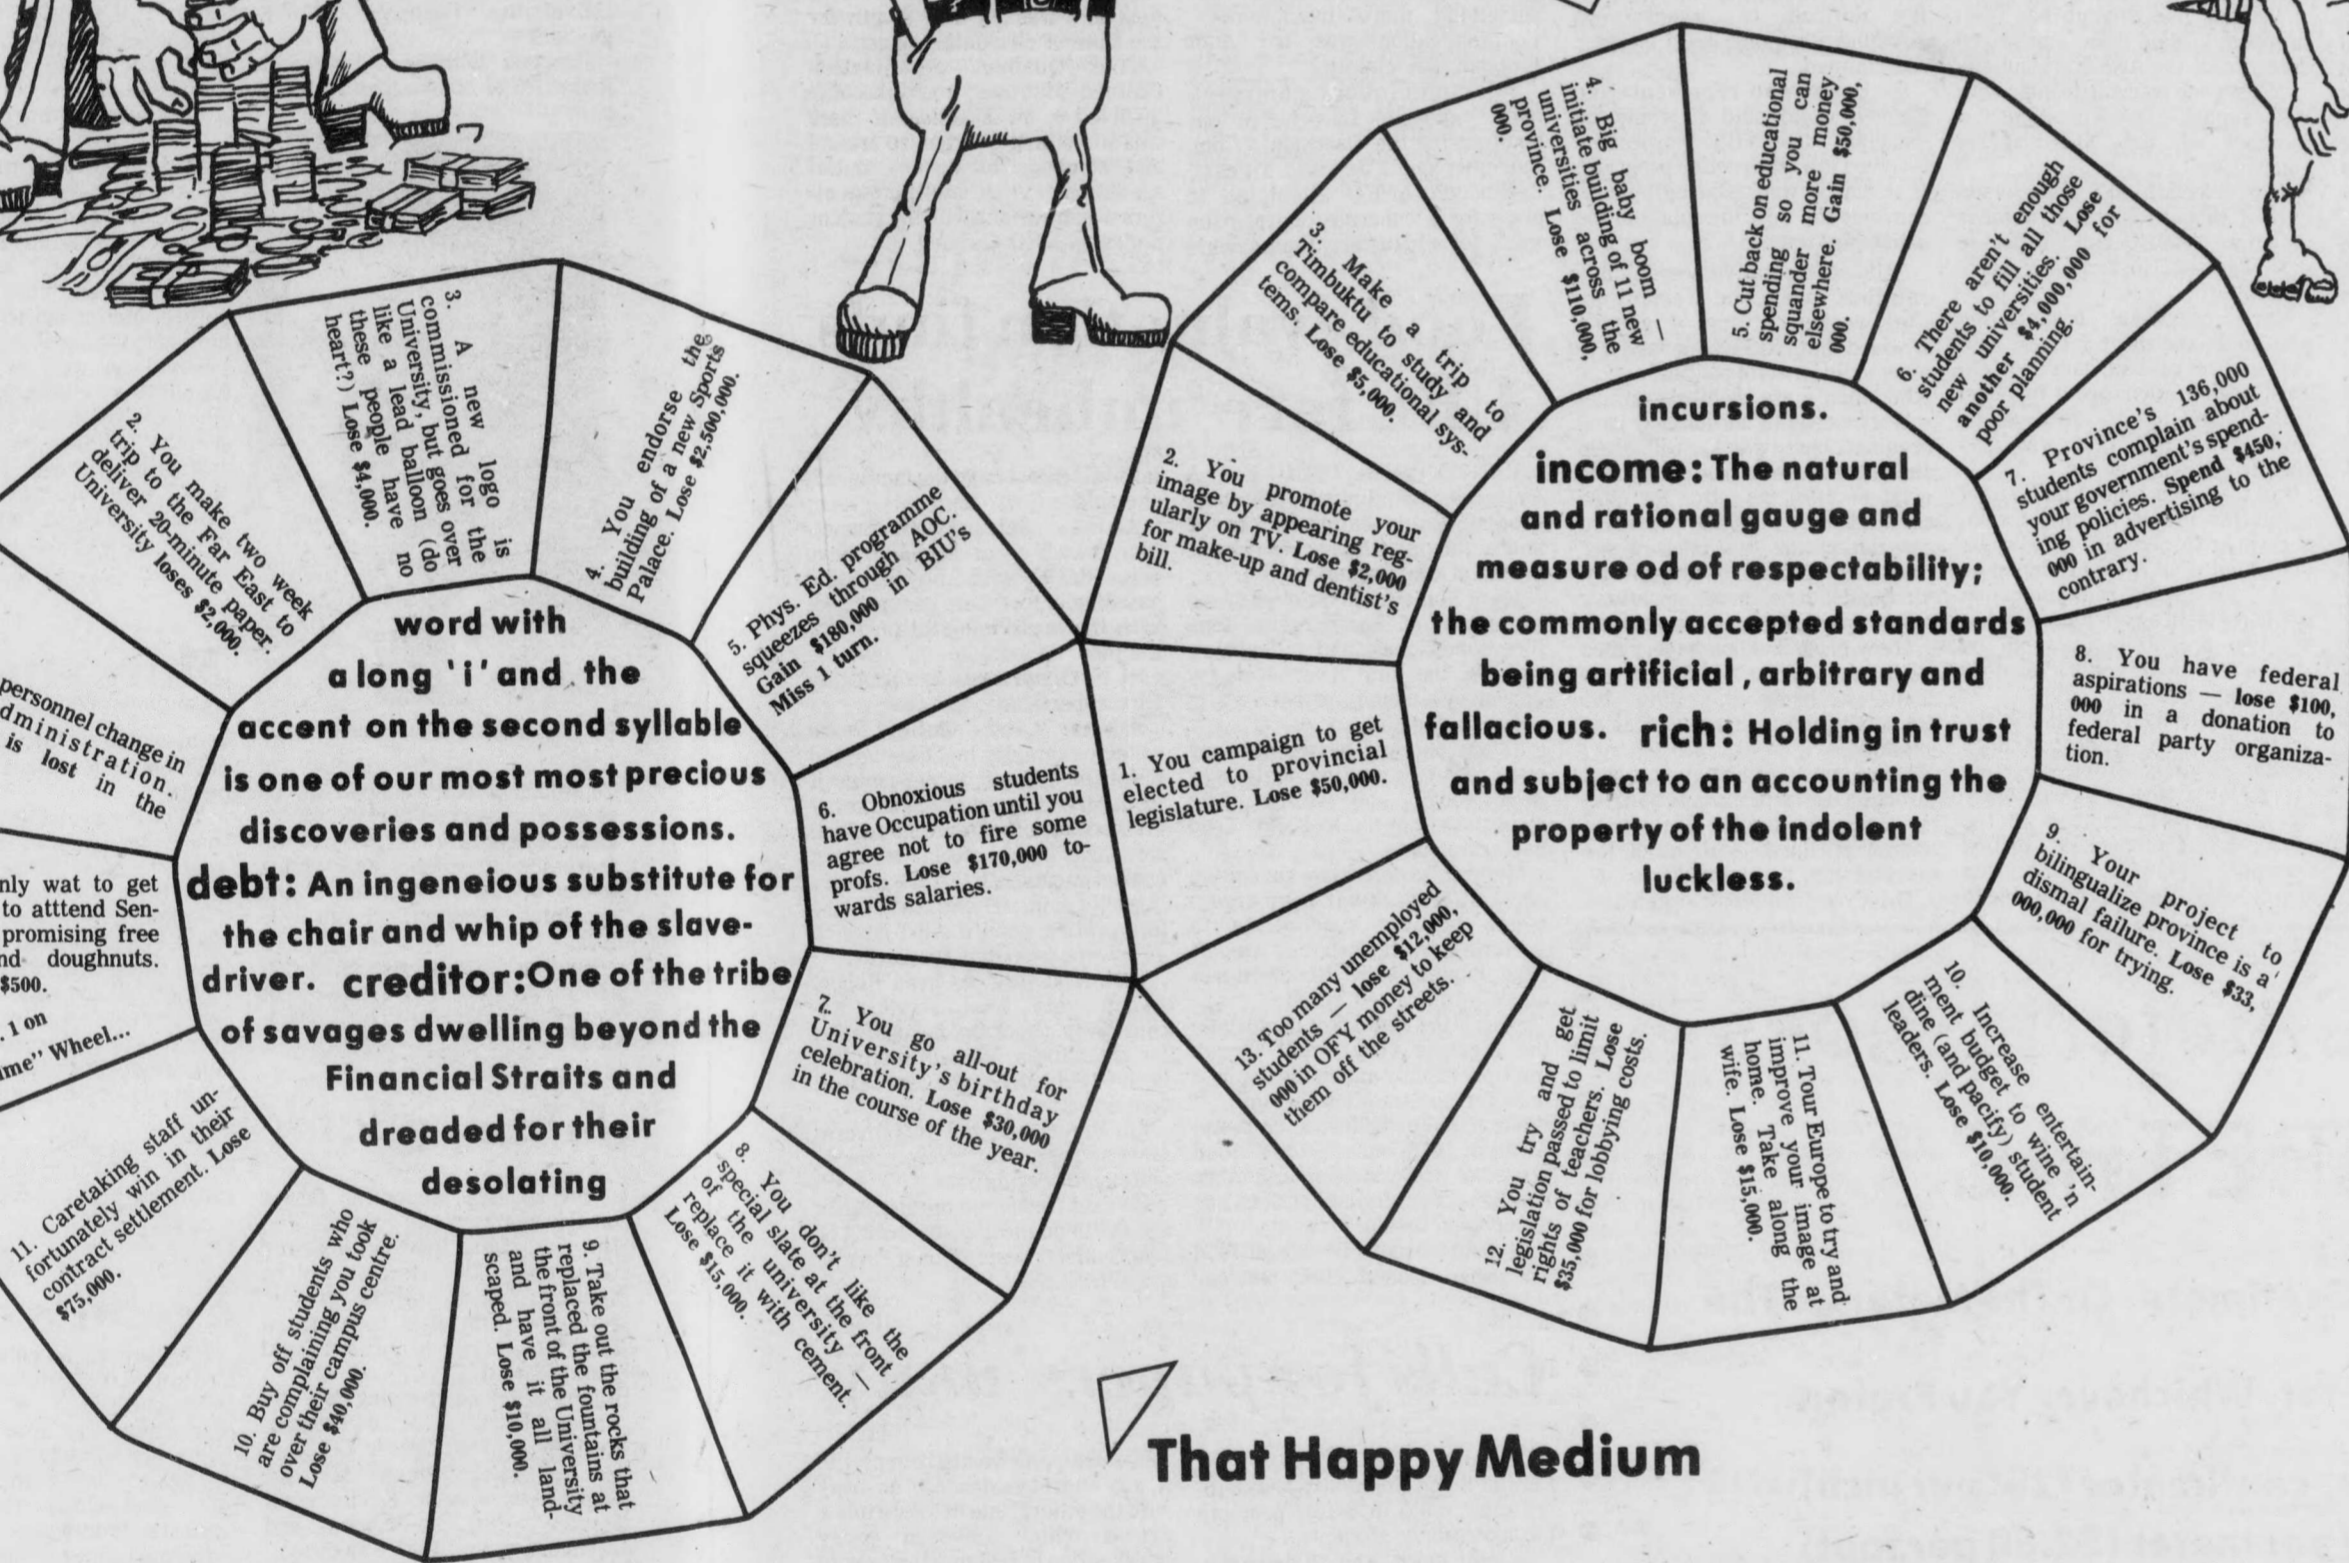 personnel change in
dministration.
is lost in the
2. You make two week
trip to the Far East to
deliver 20-minute paper.
University loses $2,000.
3. A new logo is
commissioned for the
University, but goes over
like a lead balloon (do
these people have no
heart?) Lose $4,000.
4. You endorse the
building of a new Sports
Palace. Lose $2,500,000.
5. Phys. Ed. programme
squeezes through AOC.
Gain $180,000 in BIU's
Miss 1 turn.
6. Obnoxious students
have Occupation until you
agree not to fire some
profs. Lose $170,000 to-
wards salaries.
7. You go all-out for
University's birthday
celebration. Lose $30,000
in the course of the year.
8. You don't like the
special slate at the front
of the university —
replace it with cement.
Lose $15,000.
9. Take out the rocks that
replaced the fountains at
the front of the University
and have it all land-
scaped. Lose $10,000.
10. Buy off students who
are complaining you took
over their campus centre.
Lose $40,000.
11. Caretaking staff un-
fortunately win in their
contract settlement. Lose
$75,000.
nly wat to get
to atttend Sen-
promising free
nd doughnuts.
$500.
. 1 on
me" Wheel...
word with
a long 'i' and the
accent on the second syllable
is one of our most most precious
discoveries and possessions.
debt: An ingeneious substitute for
the chair and whip of the slave-
driver. creditor: One of the tribe
of savages dwelling beyond the
Financial Straits and
dreaded for their
desolating
1. You campaign to get
elected to provincial
legislature. Lose $50,000.
2. You promote your
image by appearing reg-
ularly on TV. Lose $2,000
for make-up and dentist's
bill.
3. Make a trip to
Timbuktu to study and
compare educational sys-
tems. Lose $5,000.
4. Big baby boom —
initiate building of 11 new
universities across the
province. Lose $110,000,
000.
5. Cut back on educational
spending so you can
squander more money
elsewhere. Gain $50,000,
000.
6. There aren't enough
students to fill all those
new universities. Lose
another $4,000,000 for
poor planning.
7. Province's 136,000
students complain about
your government's spend-
ing policies. Spend $450,
000 in advertising to the
contrary.
8. You have federal
aspirations — lose $100,
000 in a donation to
federal party organiza-
tion.
9. Your project to
bilingualize province is a
dismal failure. Lose $33,
000,000 for trying.
10. Increase entertain-
ment budget to wine 'n
dine (and pacify) student
leaders. Lose $10,000.
11. Tour Europe to try and
improve your image at
home. Take along the
wife. Lose $15,000.
12. You try and get
legislation passed to limit
rights of teachers. Lose
$35,000 for lobbying costs.
13. Too many unemployed
students — lose $12,000,
000 in OFY money to keep
them off the streets.
incursions.
income: The natural
and rational gauge and
measure od of respectability;
the commonly accepted standards
being artificial, arbitrary and
fallacious. rich: Holding in trust
and subject to an accounting the
property of the indolent
luckless.
That Happy Medium